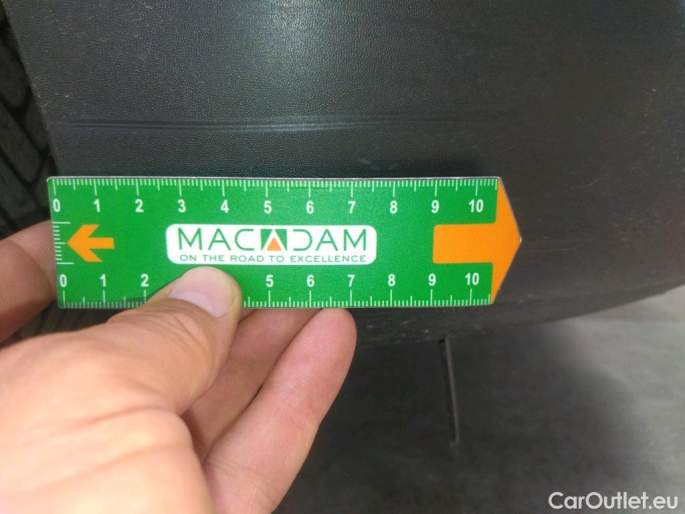 0 1 2 3 4 5 6 7 8 9 10
MACADAM
ON THE ROAD TO EXCELLENCE
0 1 2 5 6 7 8 9 10
CarOutlet.eu